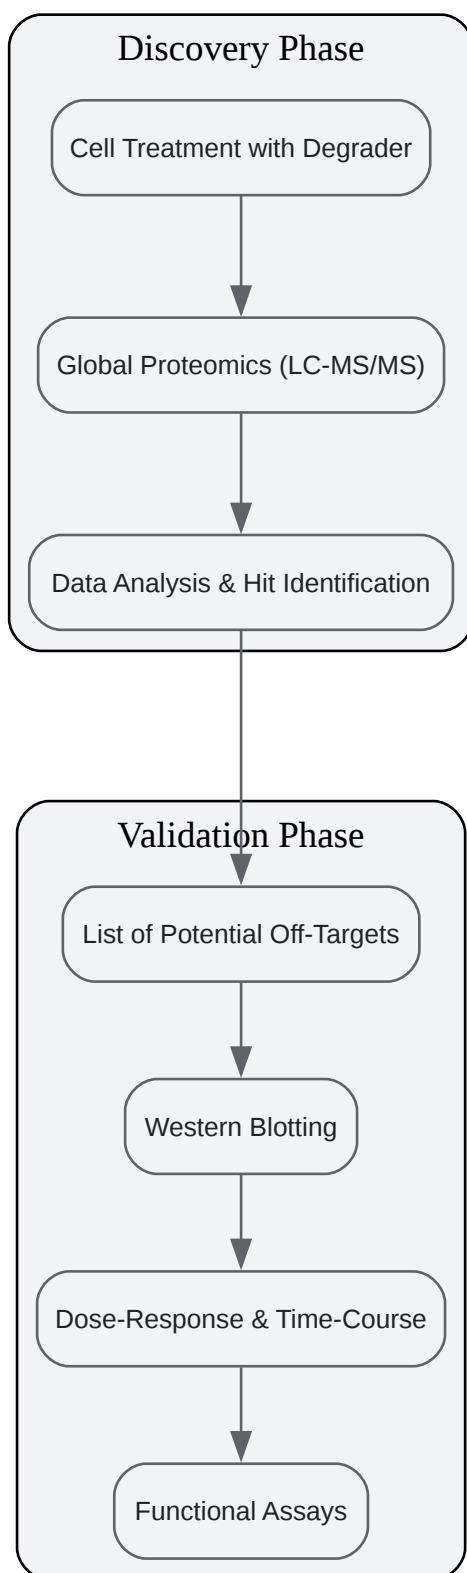 Discovery Phase
Cell Treatment with Degrader
Global Proteomics (LC-MS/MS)
Data Analysis & Hit Identification
Validation Phase
List of Potential Off-Targets
Western Blotting
Dose-Response & Time-Course
Functional Assays